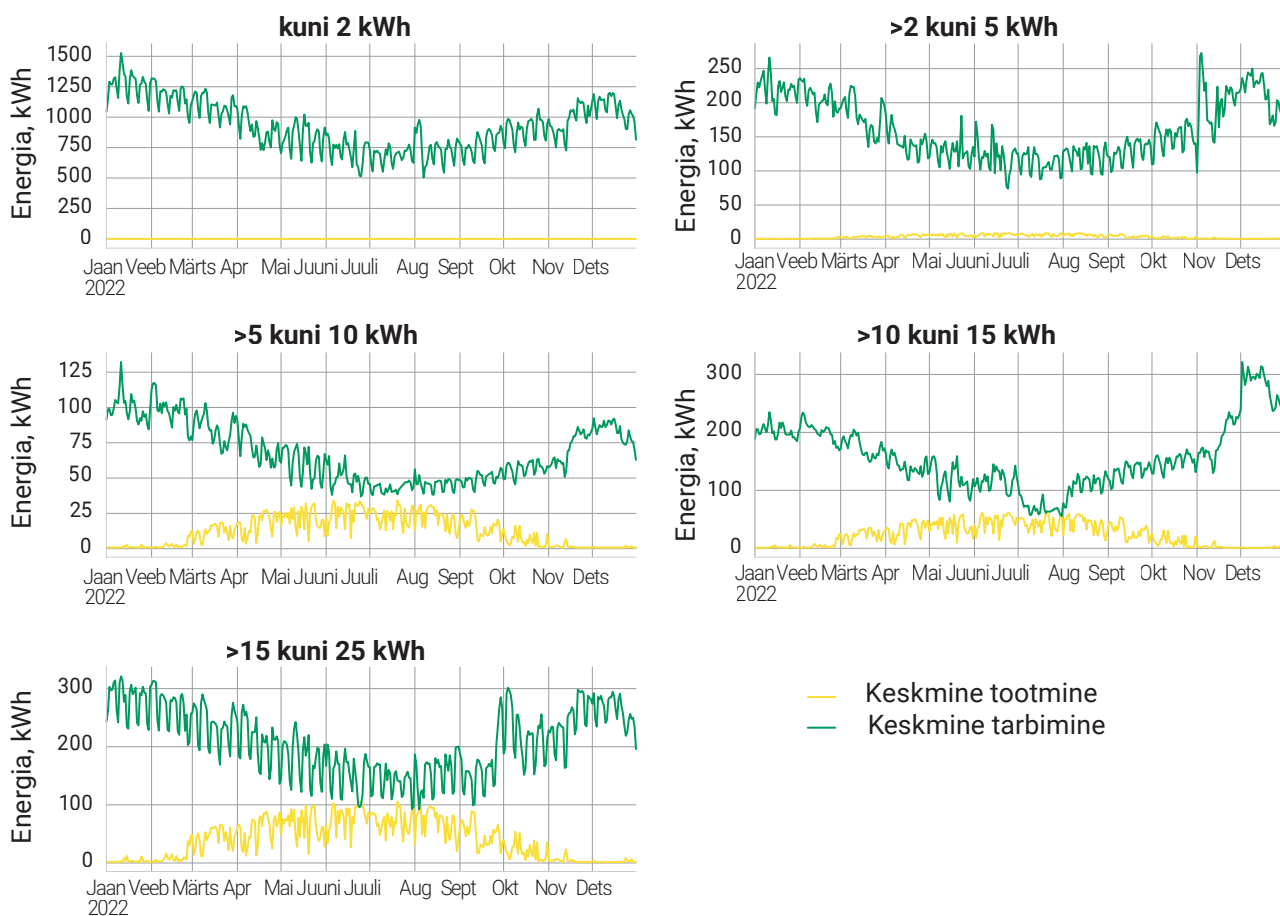 kuni 2 kWh
Energia, kWh
1500
1250
1000
750
500
250
0
Jaan Veeb Märts Apr Mai Juuni Juuli Aug Sept Okt Nov Dets
2022
>2 kuni 5 kWh
Energia, kWh
250
200
150
100
50
0
Jaan Veeb Märts Apr Mai Juuni Juuli Aug Sept Okt Nov Dets
2022
>5 kuni 10 kWh
Energia, kWh
125
100
75
50
25
0
Jaan Veeb Märts Apr Mai Juuni Juuli Aug Sept Okt Nov Dets
2022
>10 kuni 15 kWh
Energia, kWh
300
200
100
0
Jaan Veeb Märts Apr Mai Juuni Juuli Aug Sept Okt Nov Dets
2022
>15 kuni 25 kWh
Energia, kWh
300
200
100
0
Jaan Veeb Märts Apr Mai Juuni Juuli Aug Sept Okt Nov Dets
2022
Keskmine tootmine
Keskmine tarbimine